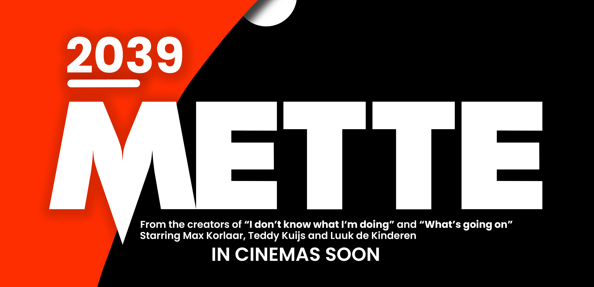 2039
METTE
From the creators of “I don’t know what I’m doing” and “What’s going on”
Starring Max Korlaar, Teddy Kuijs and Luuk de Kinderen
IN CINEMAS SOON